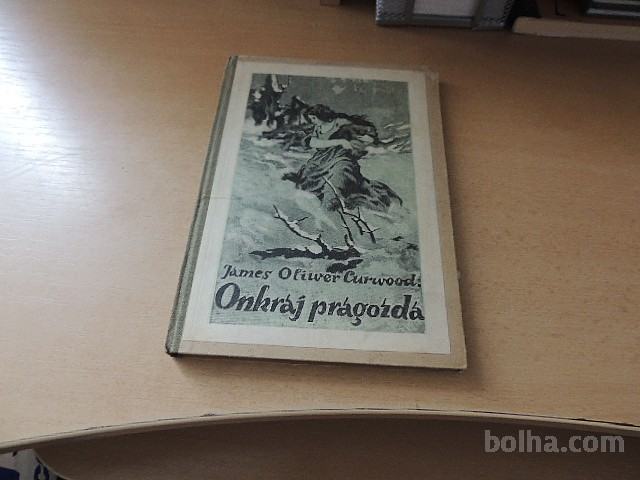 James Oliwer Curwood:
Onkraj pragozda
bolha.com